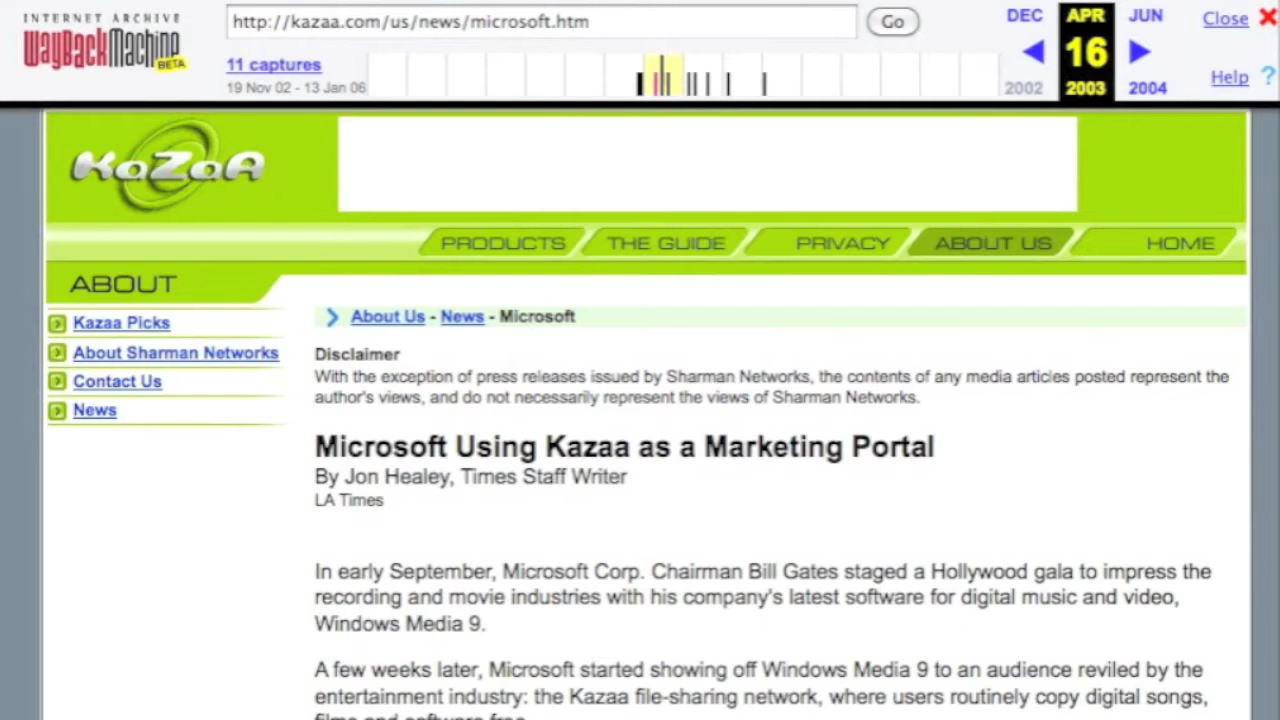 INTERNET ARCHIVE
WayBackMachine
BETA
http://kazaa.com/us/news/microsoft.htm
Go
11 captures
19 Nov 02 - 13 Jan 06
DEC APR JUN
16
2002 2003 2004
Close
Help ?
KaZaA
PRODUCTS THE GUIDE PRIVACY ABOUT US HOME
ABOUT
Kazaa Picks
About Sharman Networks
Contact Us
News
About Us - News - Microsoft
Disclaimer
With the exception of press releases issued by Sharman Networks, the contents of any media articles posted represent the
author's views, and do not necessarily represent the views of Sharman Networks.
Microsoft Using Kazaa as a Marketing Portal
By Jon Healey, Times Staff Writer
LA Times
In early September, Microsoft Corp. Chairman Bill Gates staged a Hollywood gala to impress the
recording and movie industries with his company's latest software for digital music and video,
Windows Media 9.
A few weeks later, Microsoft started showing off Windows Media 9 to an audience reviled by the
entertainment industry: the Kazaa file-sharing network, where users routinely copy digital songs,
films and software free